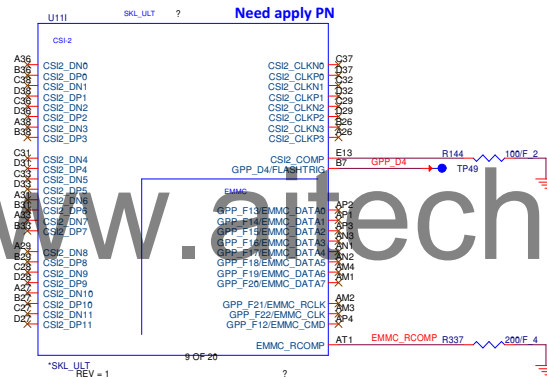 Need apply PN
U11I
SKL_ULT
?
CSI-2
A36 CSI2_DN0
B36 CSI2_DP0
C38 CSI2_DN1
D38 CSI2_DP1
C36 CSI2_DN2
D36 CSI2_DP2
A38 CSI2_DN3
B38 CSI2_DP3
C31 CSI2_DN4
D31 CSI2_DP4
C33 CSI2_DN5
D33 CSI2_DP5
A31 CSI2_DN6
B31 CSI2_DP6
A33 CSI2_DN7
B33 CSI2_DP7
A29 CSI2_DN8
B29 CSI2_DP8
C28 CSI2_DN9
D28 CSI2_DP9
A27 CSI2_DN10
B27 CSI2_DP10
C27 CSI2_DN11
D27 CSI2_DP11
CSI2_CLKN0 C37
CSI2_CLKP0 D37
CSI2_CLKN1 C32
CSI2_CLKP1 D32
CSI2_CLKN2 C29
CSI2_CLKP2 D29
CSI2_CLKN3 B26
CSI2_CLKP3 A26
CSI2_COMP E13 R144 100/F_2
GPP_D4/FLASHTRIG B7 GPP_D4 TP49
EMMC
GPP_F13/EMMC_DATA0 AP2
GPP_F14/EMMC_DATA1 AP1
GPP_F15/EMMC_DATA2 AP3
GPP_F16/EMMC_DATA3 AN3
GPP_F17/EMMC_DATA4 AN1
GPP_F18/EMMC_DATA5 AN2
GPP_F19/EMMC_DATA6 AM4
GPP_F20/EMMC_DATA7 AM1
GPP_F21/EMMC_RCLK AM2
GPP_F22/EMMC_CLK AM3
GPP_F12/EMMC_CMD AP4
EMMC_RCOMP AT1 EMMC_RCOMP R337 200/F_4
9 OF 20
*SKL_ULT
REV = 1
?
www.aitech